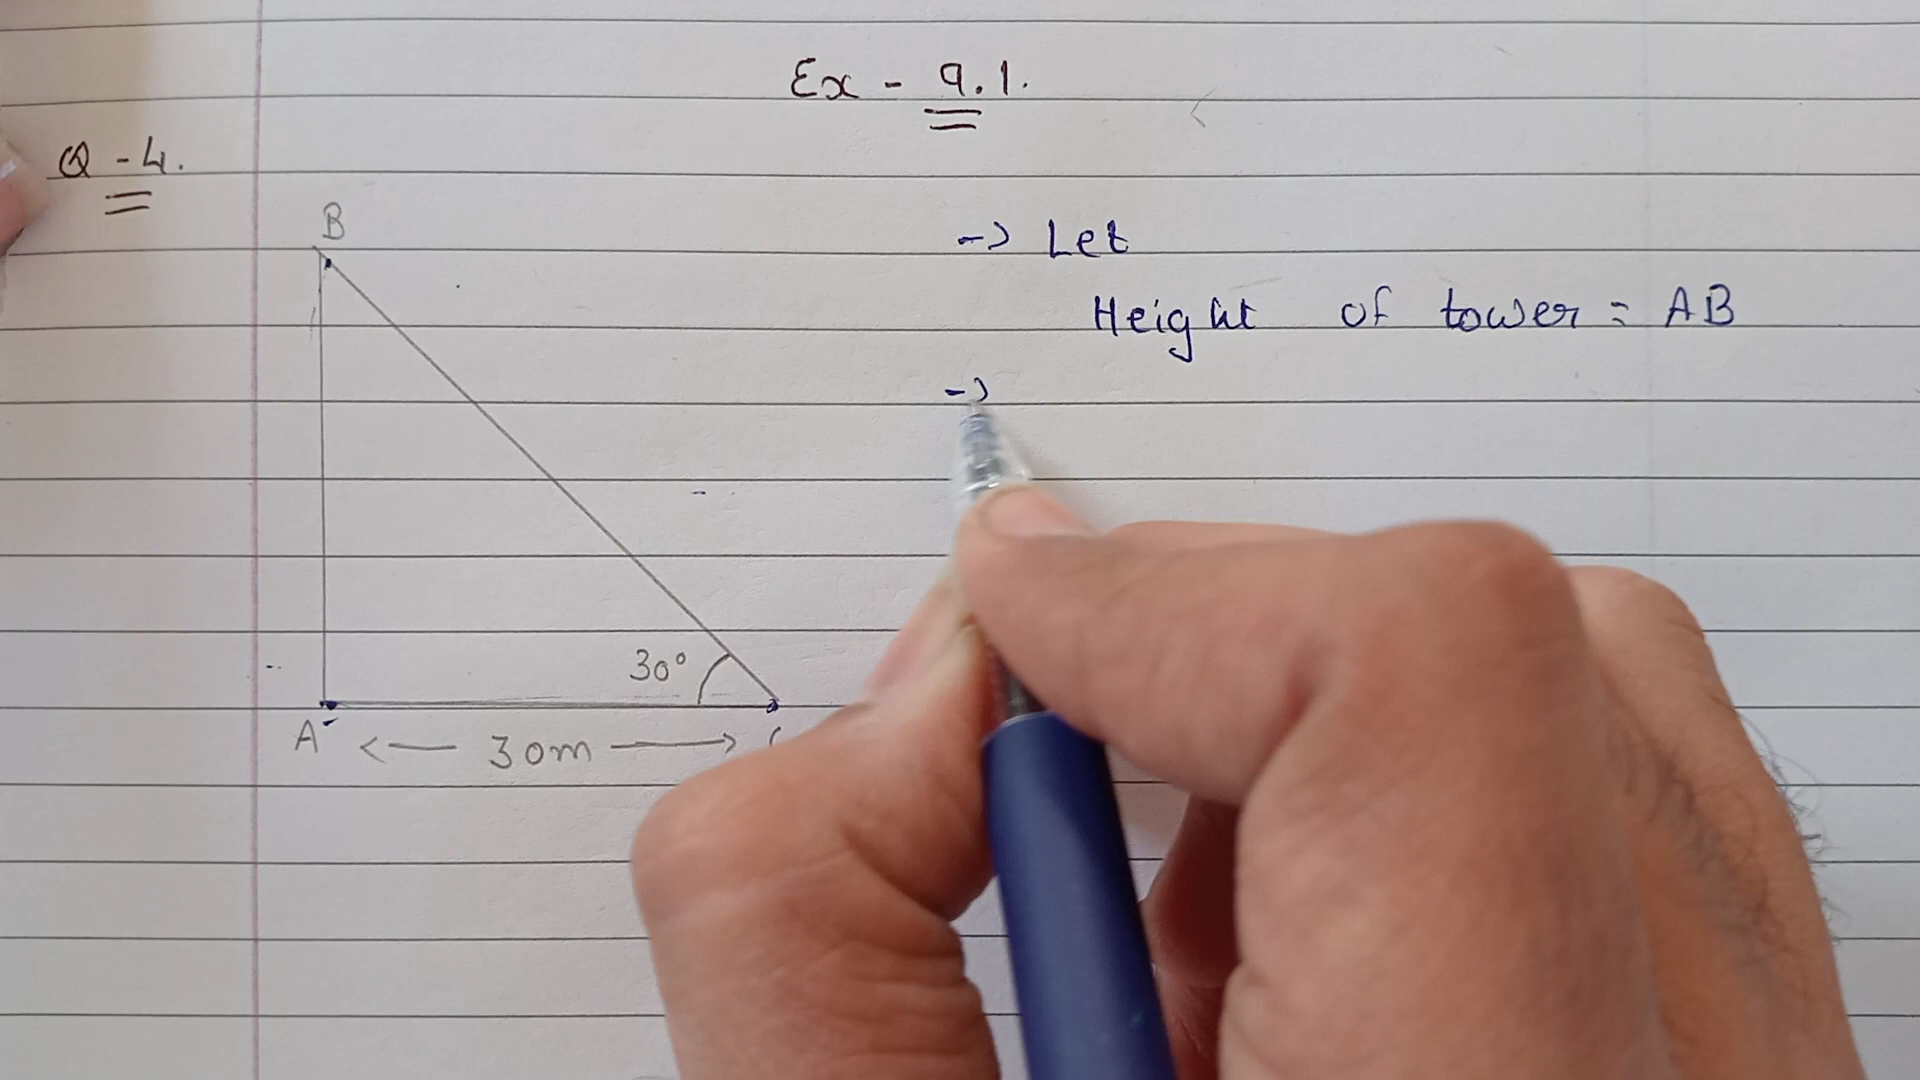 Ex - 9.1.
Q - 4.
B
-> Let
Height of tower = AB
->
30°
A <— 30m —>